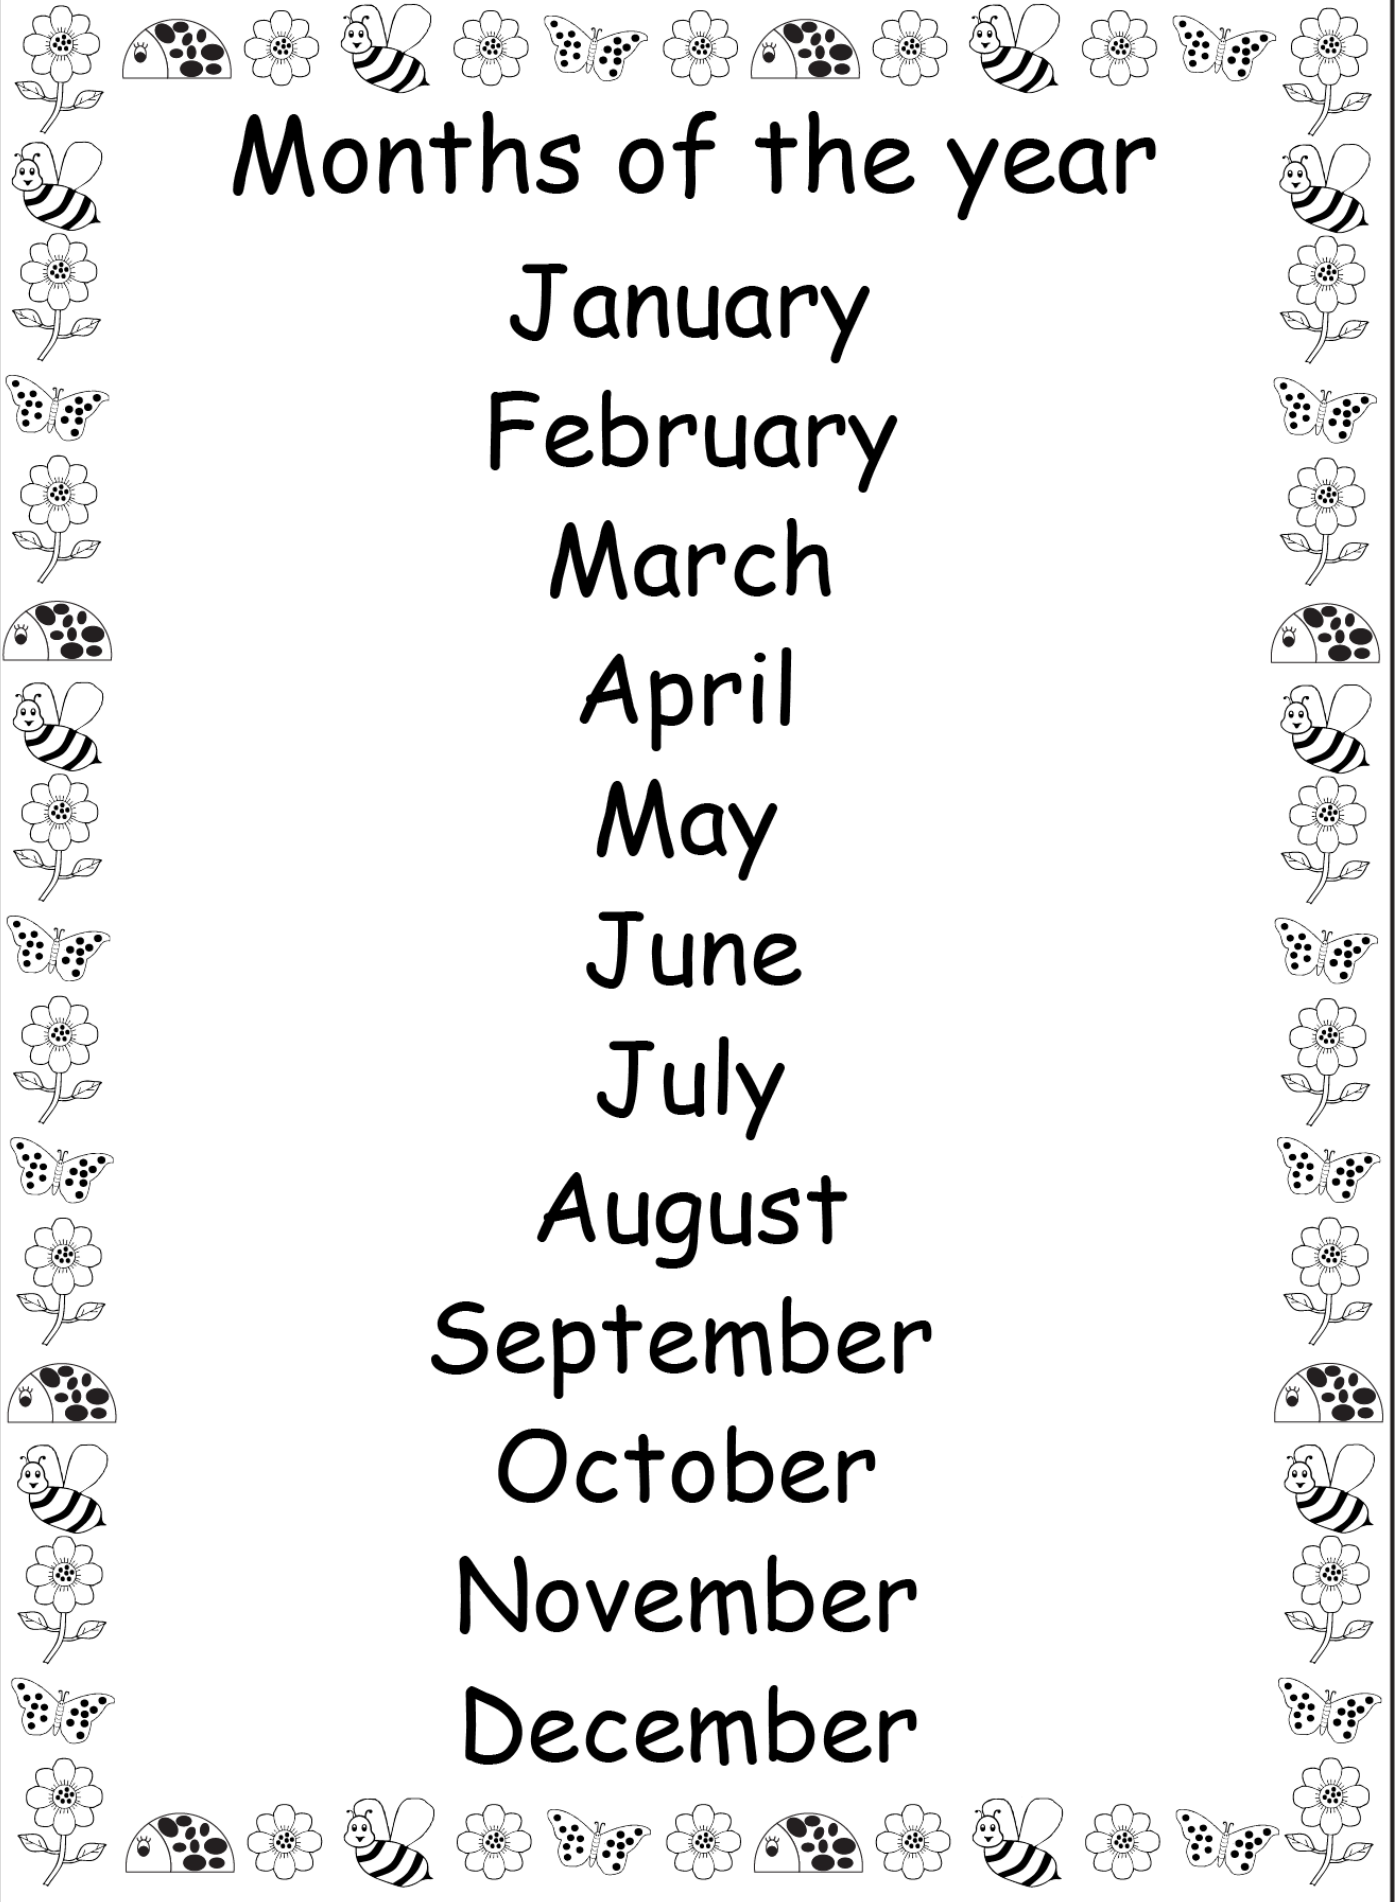 Months of the year
January
February
March
April
May
June
July
August
September
October
November
December